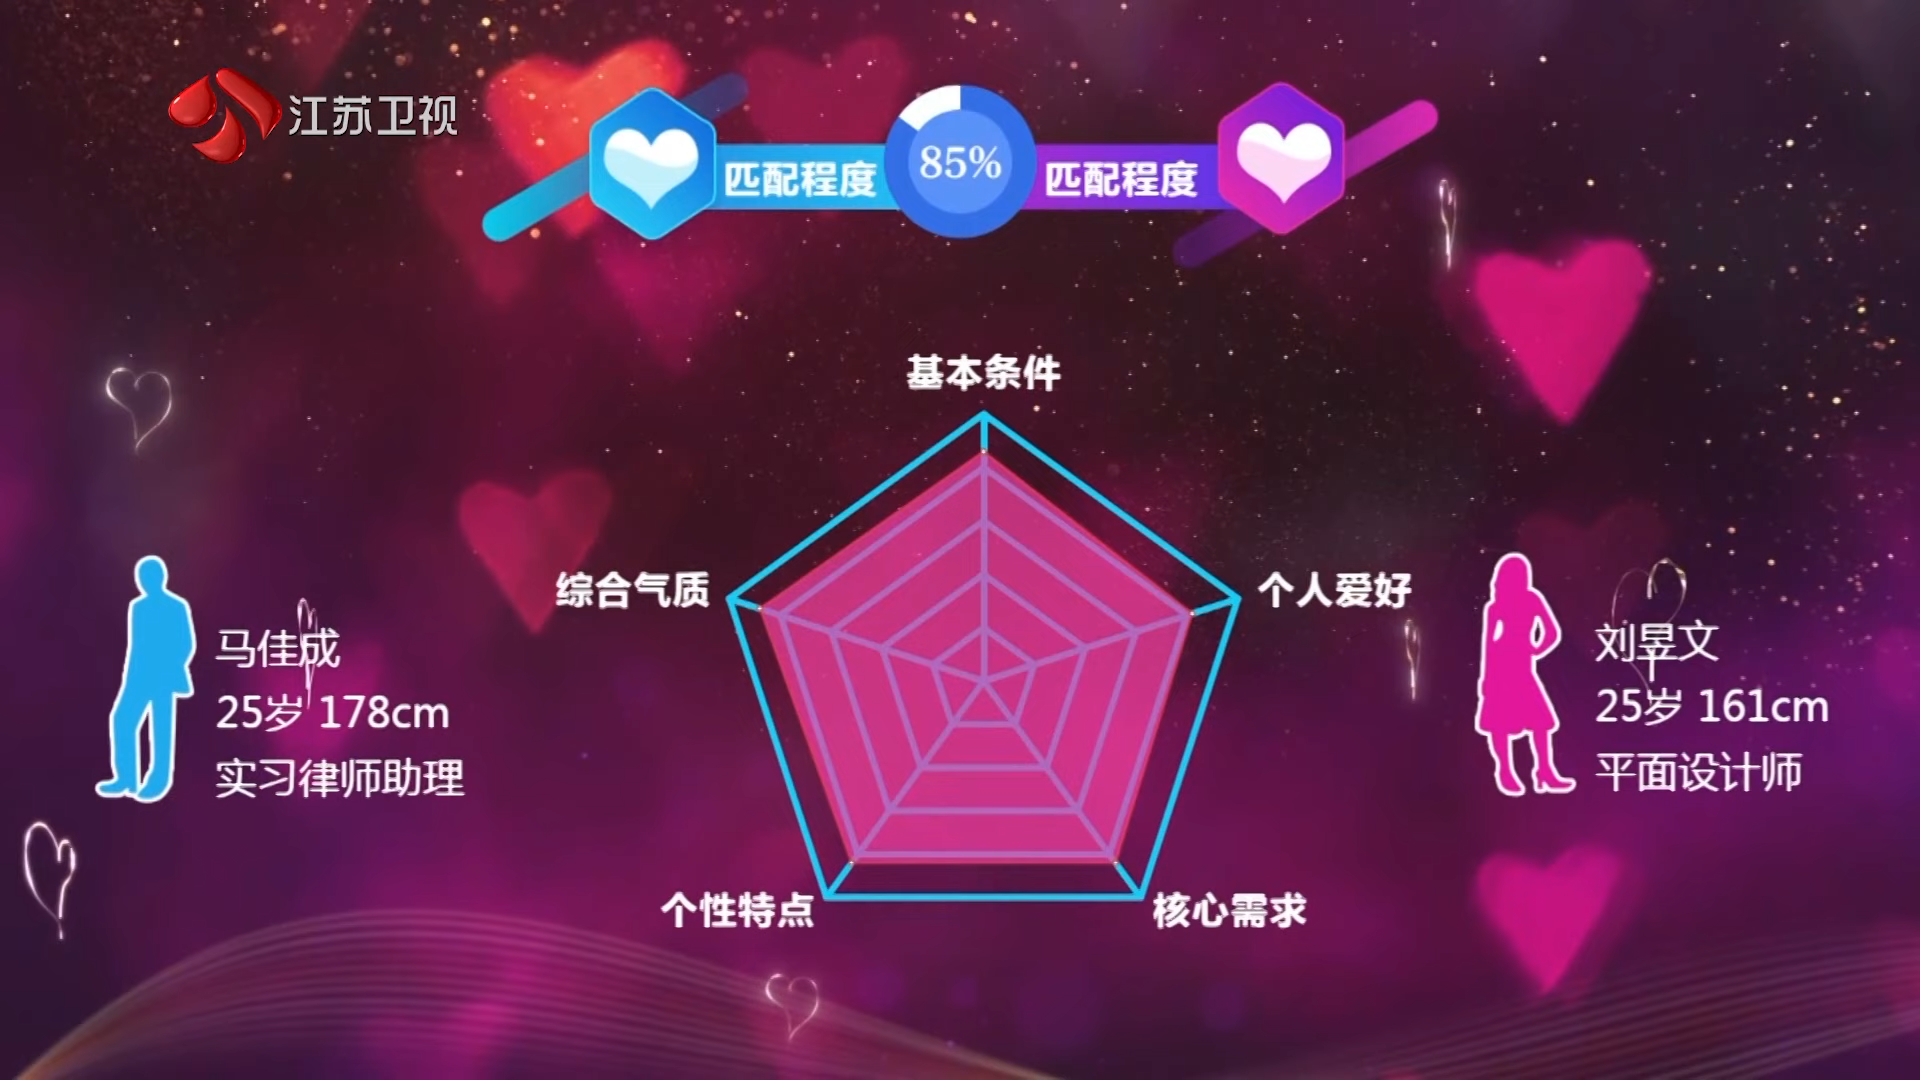 江苏卫视
匹配程度 85% 匹配程度
基本条件
综合气质
个人爱好
个性特点
核心需求
马佳成
25岁 178cm
实习律师助理
刘昱文
25岁 161cm
平面设计师